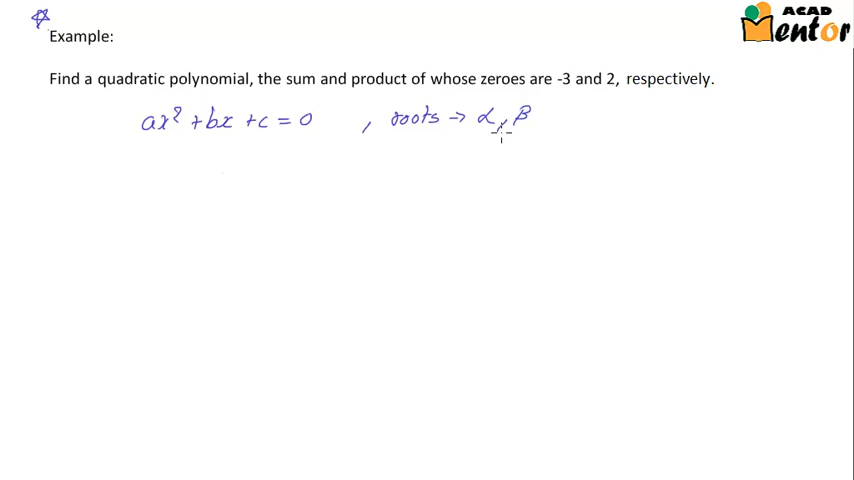 ACAD
Mentor
Example:
Find a quadratic polynomial, the sum and product of whose zeroes are -3 and 2, respectively.
ax² + bx + c = 0 , roots → α, β